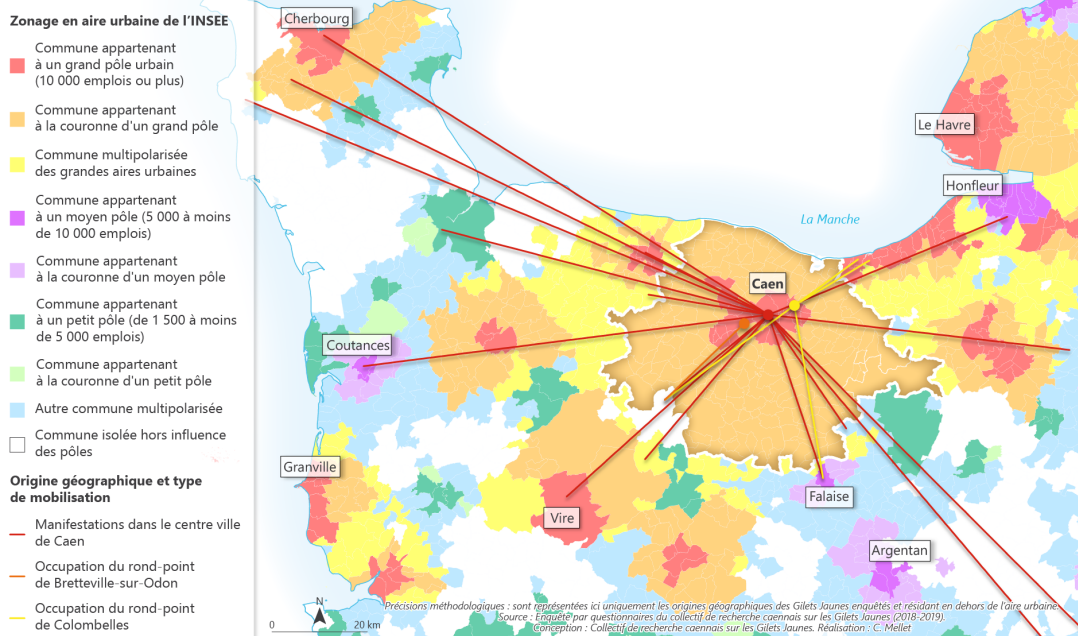 Zonage en aire urbaine de l'INSEE
Commune appartenant
à un grand pôle urbain
(10 000 emplois ou plus)
Commune appartenant
à la couronne d'un grand pôle
Commune multipolarisée
des grandes aires urbaines
Commune appartenant
à un moyen pôle (5 000 à moins
de 10 000 emplois)
Commune appartenant
à la couronne d'un moyen pôle
Commune appartenant
à un petit pôle (de 1 500 à moins
de 5 000 emplois)
Commune appartenant
à la couronne d'un petit pôle
Autre commune multipolarisée
Commune isolée hors influence
des pôles
Origine géographique et type
de mobilisation
Manifestations dans le centre ville
de Caen
Occupation du rond-point
de Bretteville-sur-Odon
Occupation du rond-point
de Colombelles
Cherbourg
Le Havre
Honfleur
La Manche
Caen
Coutances
Granville
Vire
Falaise
Argentan
N
0 20 km
Précisions méthodologiques : sont représentées ici uniquement les origines géographiques des Gilets Jaunes enquêtés et résidant en dehors de l'aire urbaine.
Source : Enquête par questionnaires du collectif de recherche caennais sur les Gilets Jaunes (2018-2019).
Conception : Collectif de recherche caennais sur les Gilets Jaunes. Réalisation : C. Mellet